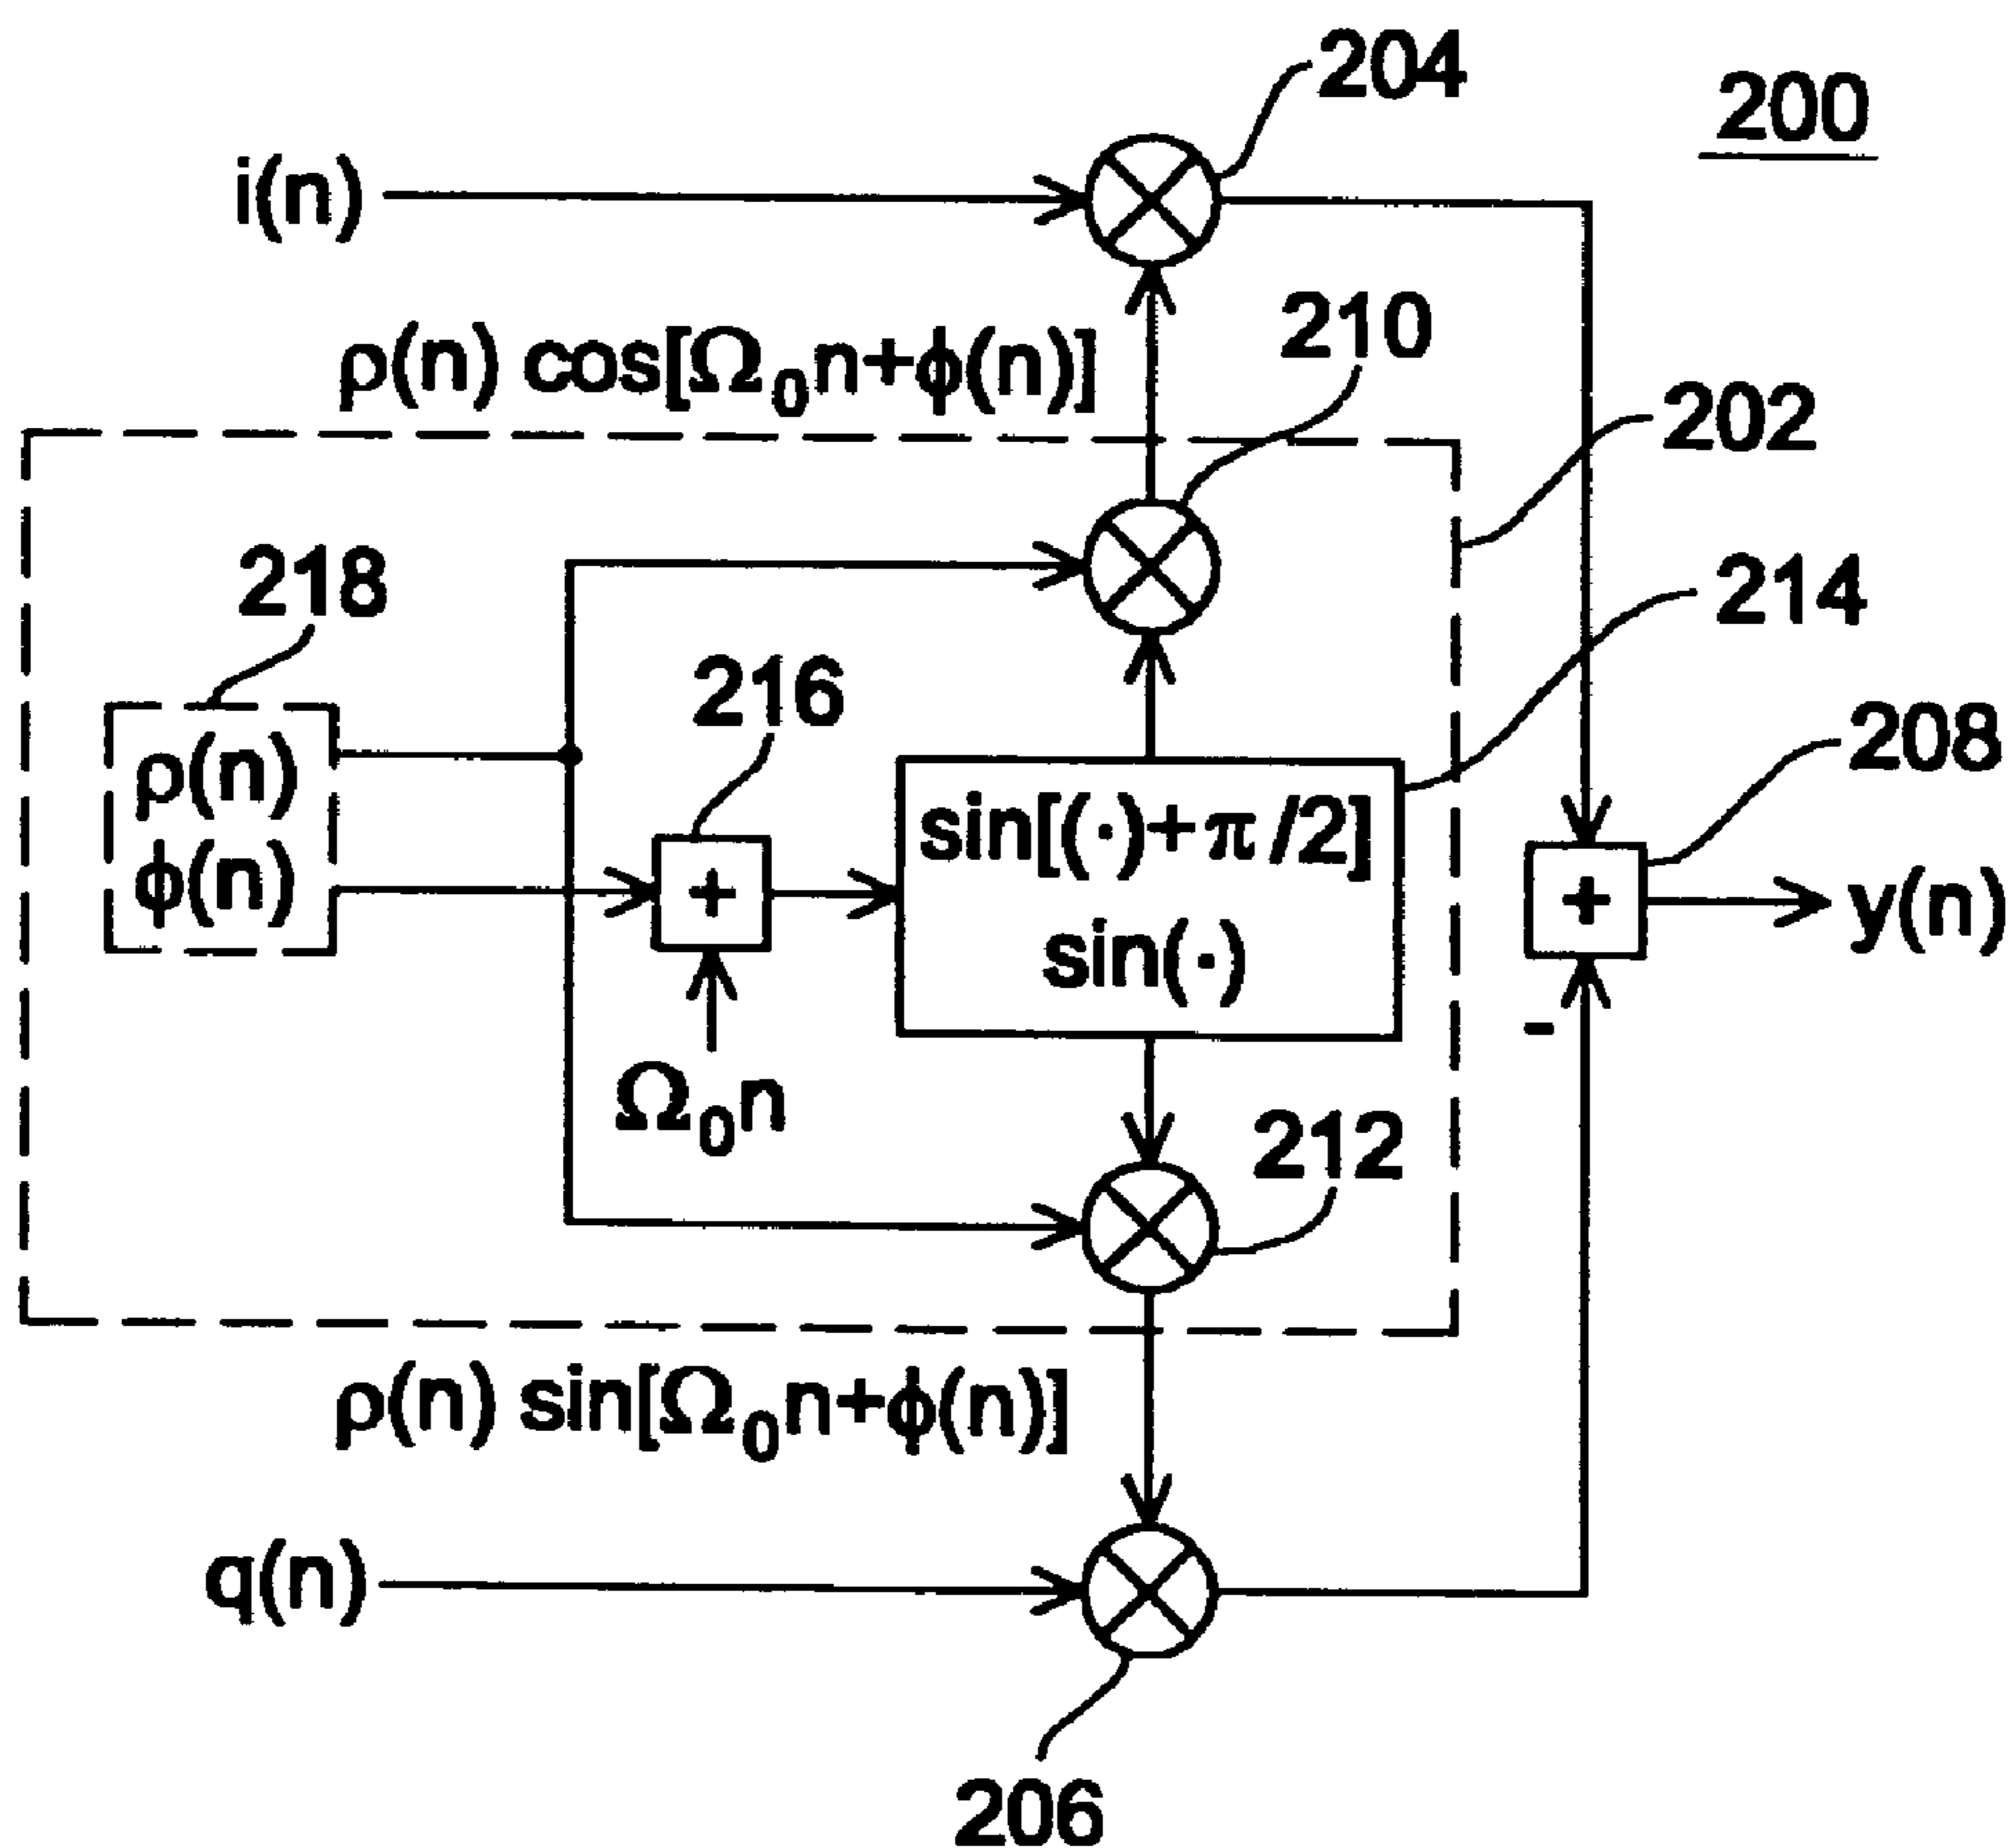 204
200
i(n)
210
ρ(n) cos[Ω₀n+ϕ(n)]
202
218
214
216
208
ρ(n)
ϕ(n)
+
sin[(·)+π/2]
sin(·)
+
y(n)
-
Ω₀n
212
ρ(n) sin[Ω₀n+ϕ(n)]
q(n)
206